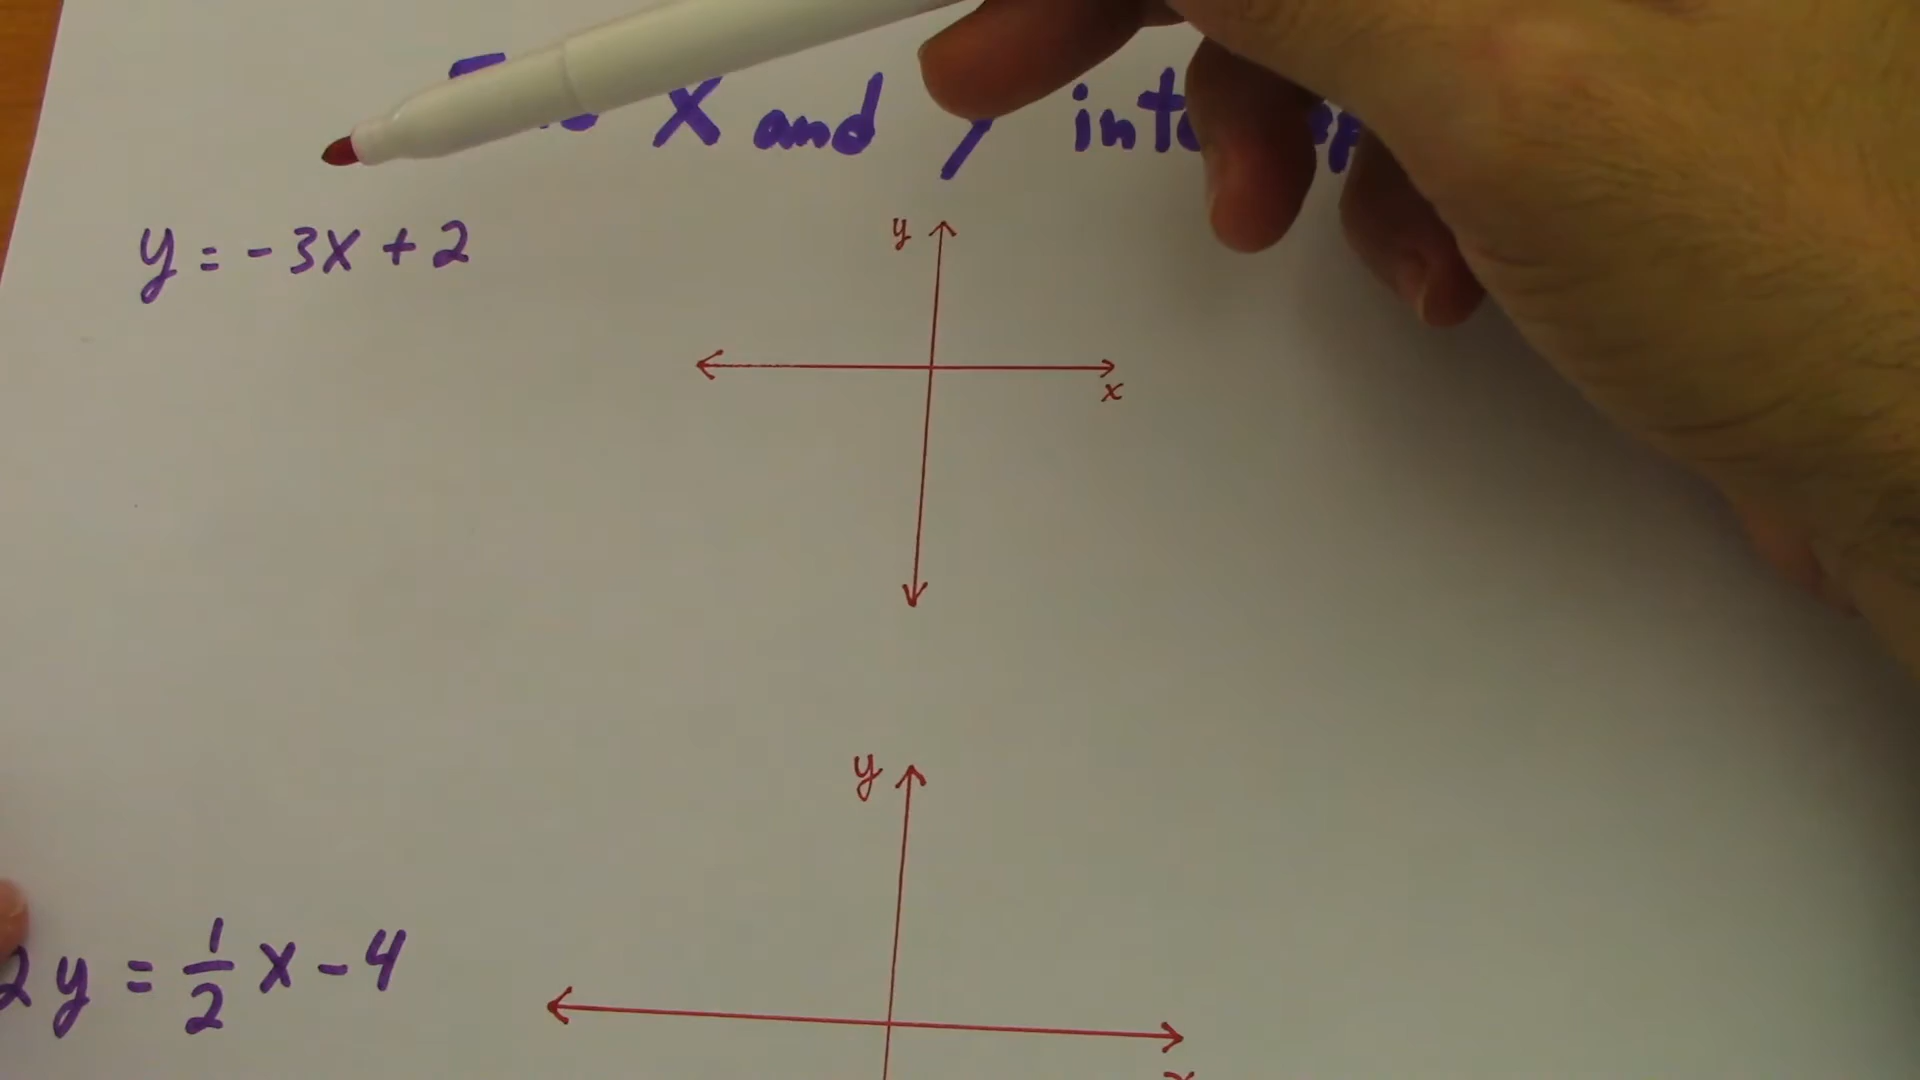 X and y
y = -3x + 2
y
x
y
2y = 1/2 x - 4